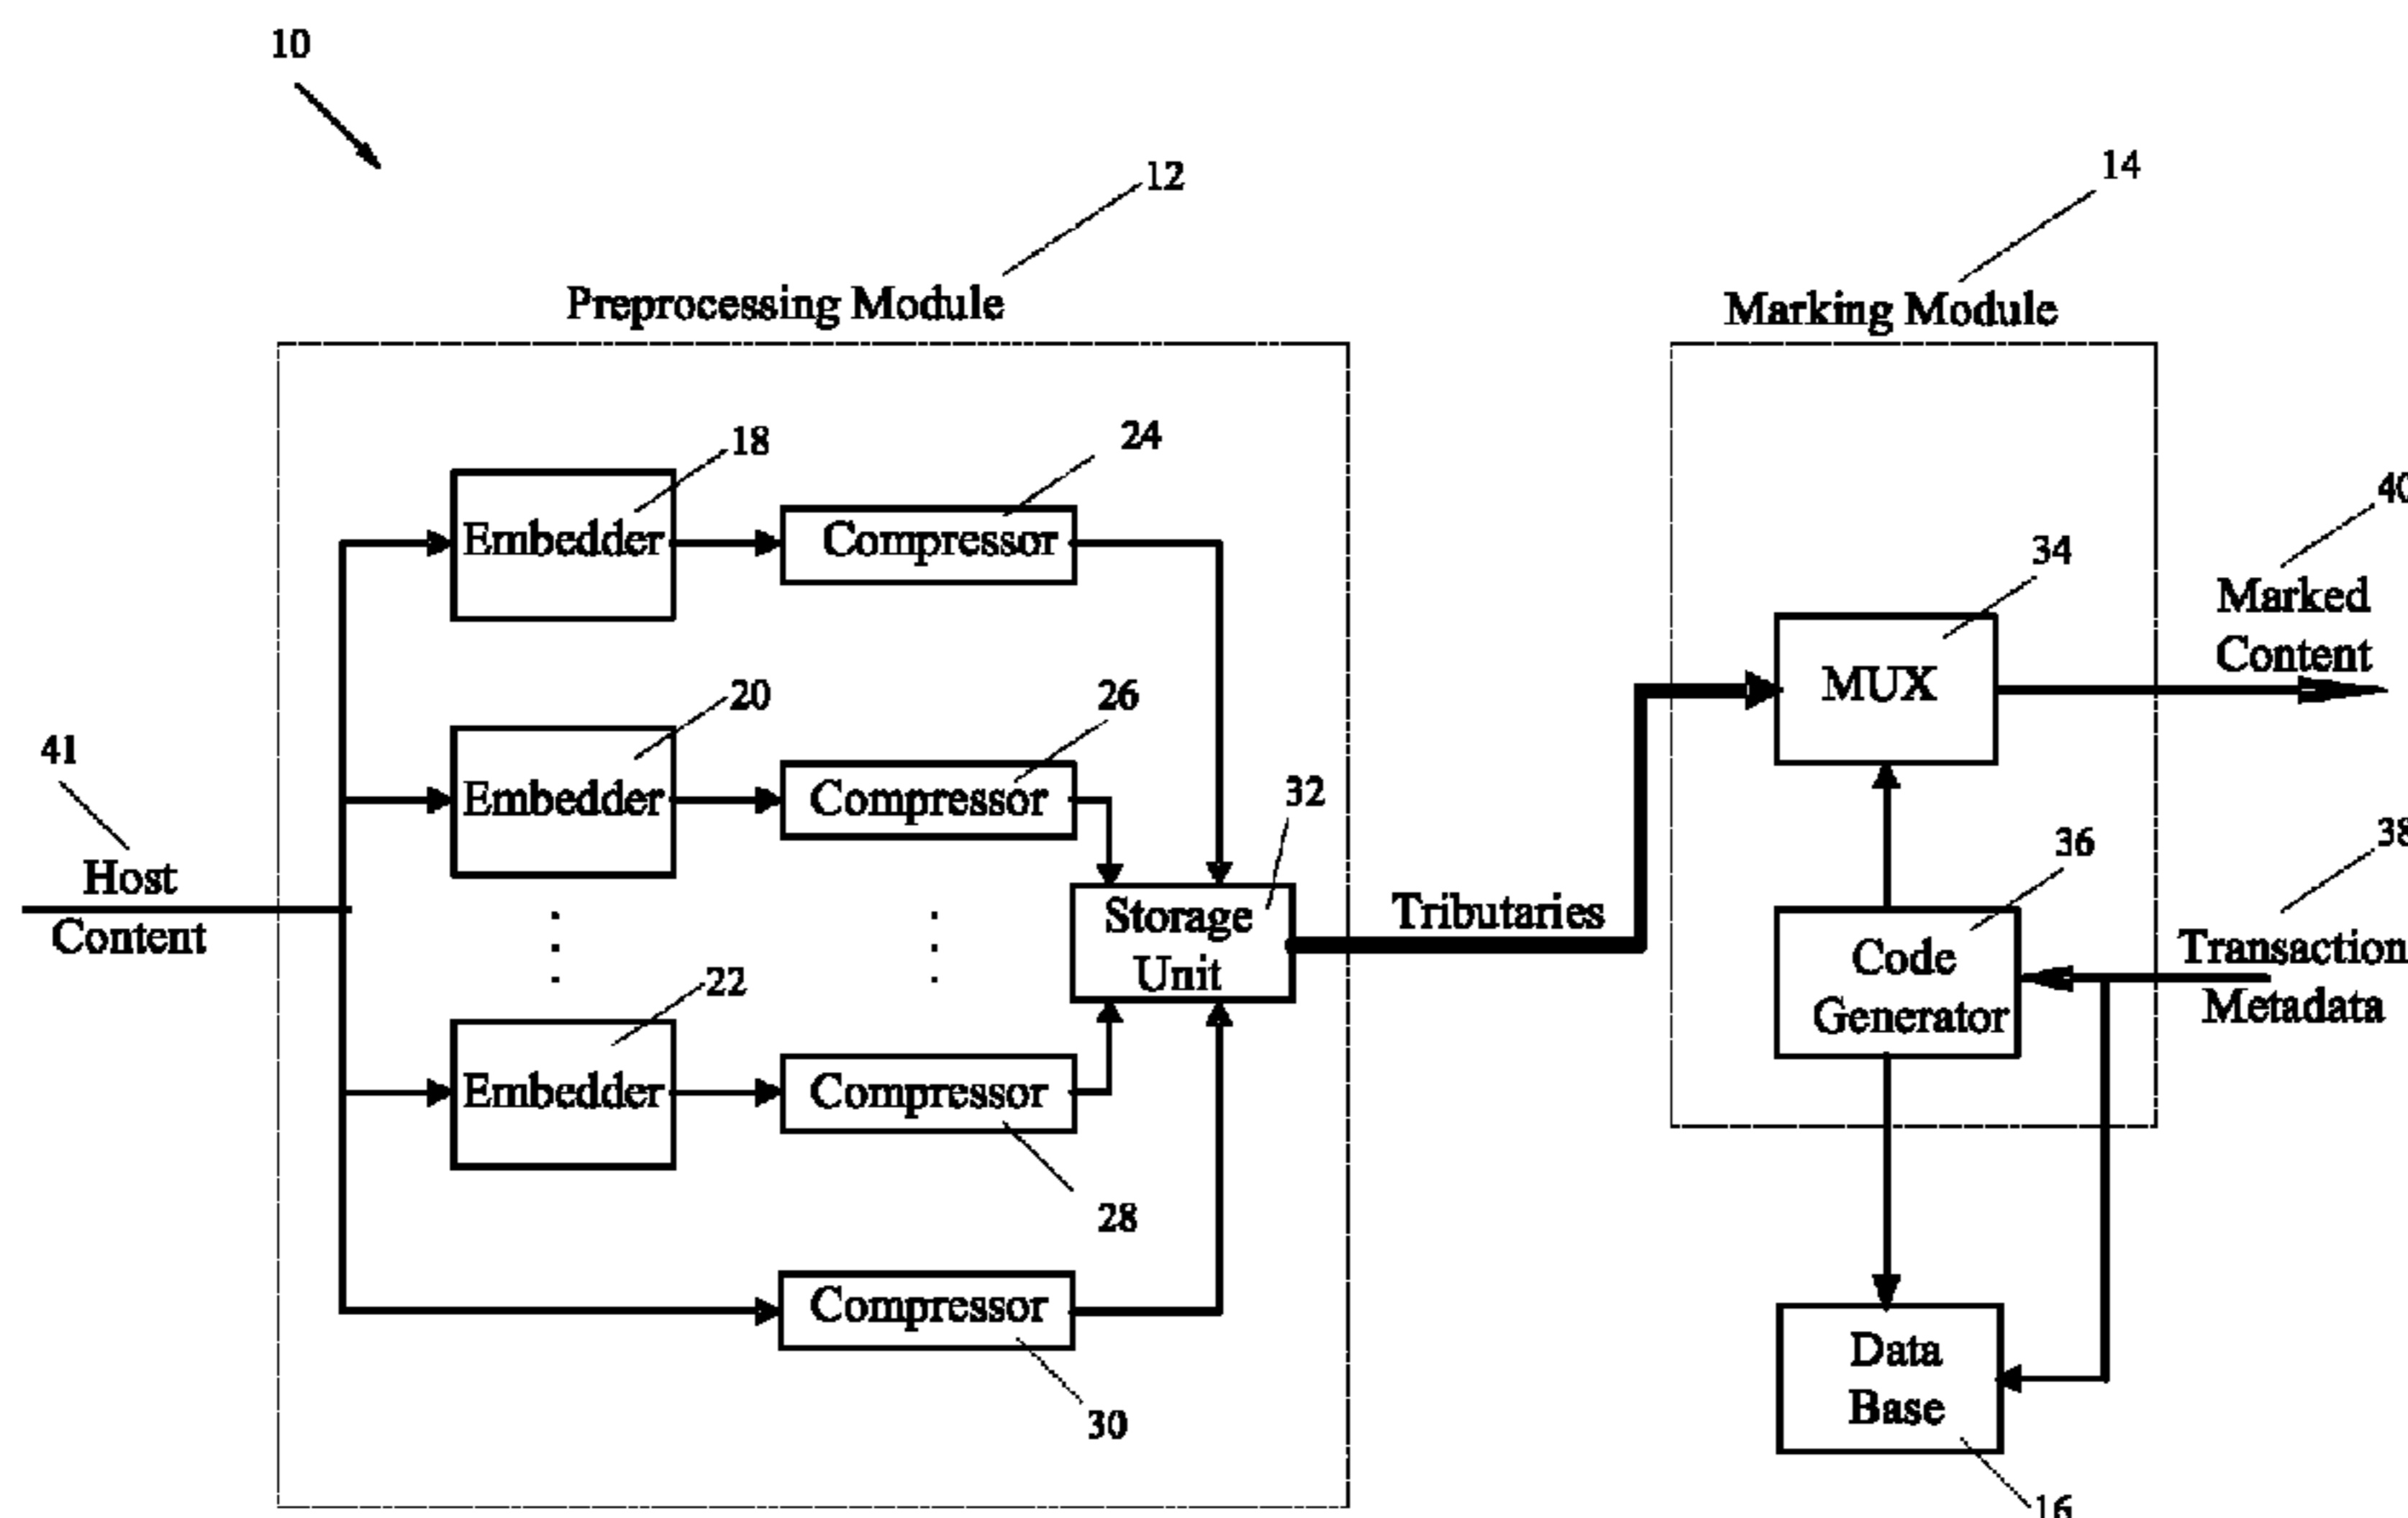 10
12
14
Preprocessing Module
Marking Module
18
24
Embedder
Compressor
40
34
Marked
Content
MUX
20
26
Embedder
Compressor
41
32
38
36
Host
Content
Storage
Unit
Tributaries
Code
Generator
Transaction
Metadata
22
Embedder
Compressor
28
Compressor
30
Data
Base
16